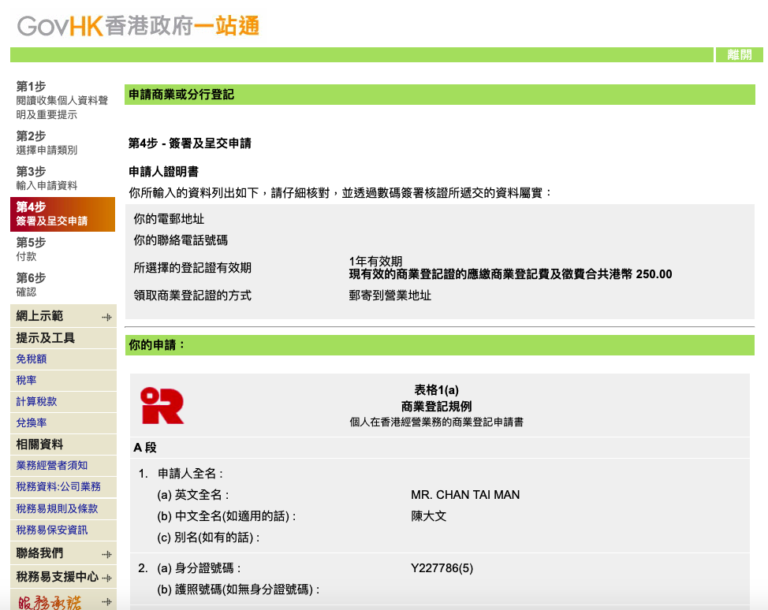 GovHK香港政府一站通
離開
第1步
閱讀收集個人資料聲
明及重要提示
第2步
選擇申請類別
第3步
輸入申請資料
第4步
簽署及呈交申請
第5步
付款
第6步
確認
網上示範
提示及工具
免稅額
稅率
計算稅款
兌換率
相關資料
業務經營者須知
稅務資料:公司業務
稅務易規則及條款
稅務易保安資訊
聯絡我們
稅務易支援中心
服務承諾
申請商業或分行登記
第4步 - 簽署及呈交申請
申請人證明書
你所輸入的資料列出如下，請仔細核對，並透過數碼簽署核證所遞交的資料屬實：
你的電郵地址
你的聯絡電話號碼
所選擇的登記證有效期
1年有效期
現有效的商業登記證的應繳商業登記費及徵費合共港幣 250.00
領取商業登記證的方式 郵寄到營業地址
你的申請：
表格1(a)
商業登記規例
個人在香港經營業務的商業登記申請書
A 段
1. 申請人全名 :
(a) 英文全名 : MR. CHAN TAI MAN
(b) 中文全名(如適用的話) : 陳大文
(c) 別名(如有的話) :
2. (a) 身分證號碼 : Y227786(5)
(b) 護照號碼(如無身分證號碼) :